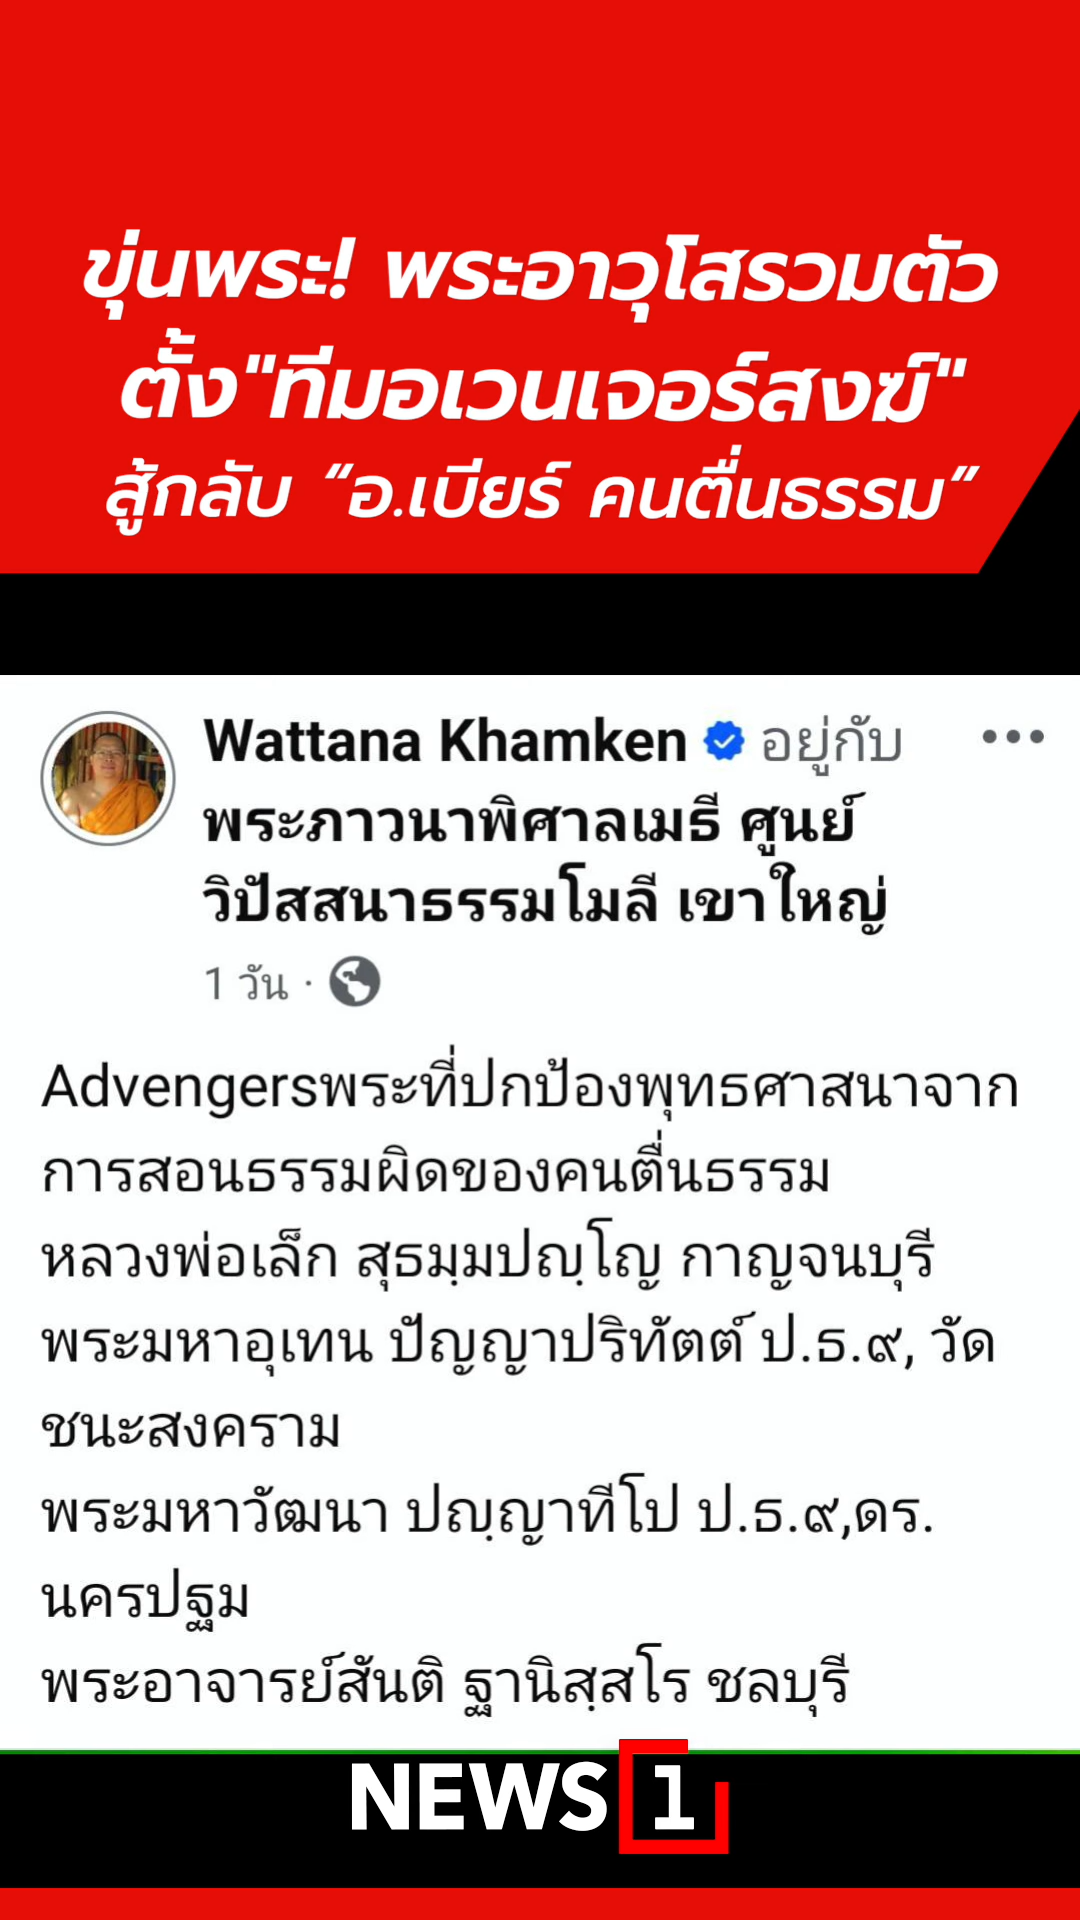 ขุ่นพระ! พระอาวุโสรวมตัว
ตั้ง"ทีมอเวนเจอร์สงฆ์"
สู้กลับ “อ.เบียร์ คนตื่นธรรม”
Wattana Khamken อยู่กับ
พระภาวนาพิศาลเมธี ศูนย์
วิปัสสนาธรรมโมลี เขาใหญ่
1 วัน ·
Advengersพระที่ปกป้องพุทธศาสนาจาก
การสอนธรรมผิดของคนตื่นธรรม
หลวงพ่อเล็ก สุธมฺมปญฺโญ กาญจนบุรี
พระมหาอุเทน ปัญญาปริทัตต์ ป.ธ.๙, วัด
ชนะสงคราม
พระมหาวัฒนา ปญฺญาทีโป ป.ธ.๙,ดร.
นครปฐม
พระอาจารย์สันติ ฐานิสฺสโร ชลบุรี
NEWS 1